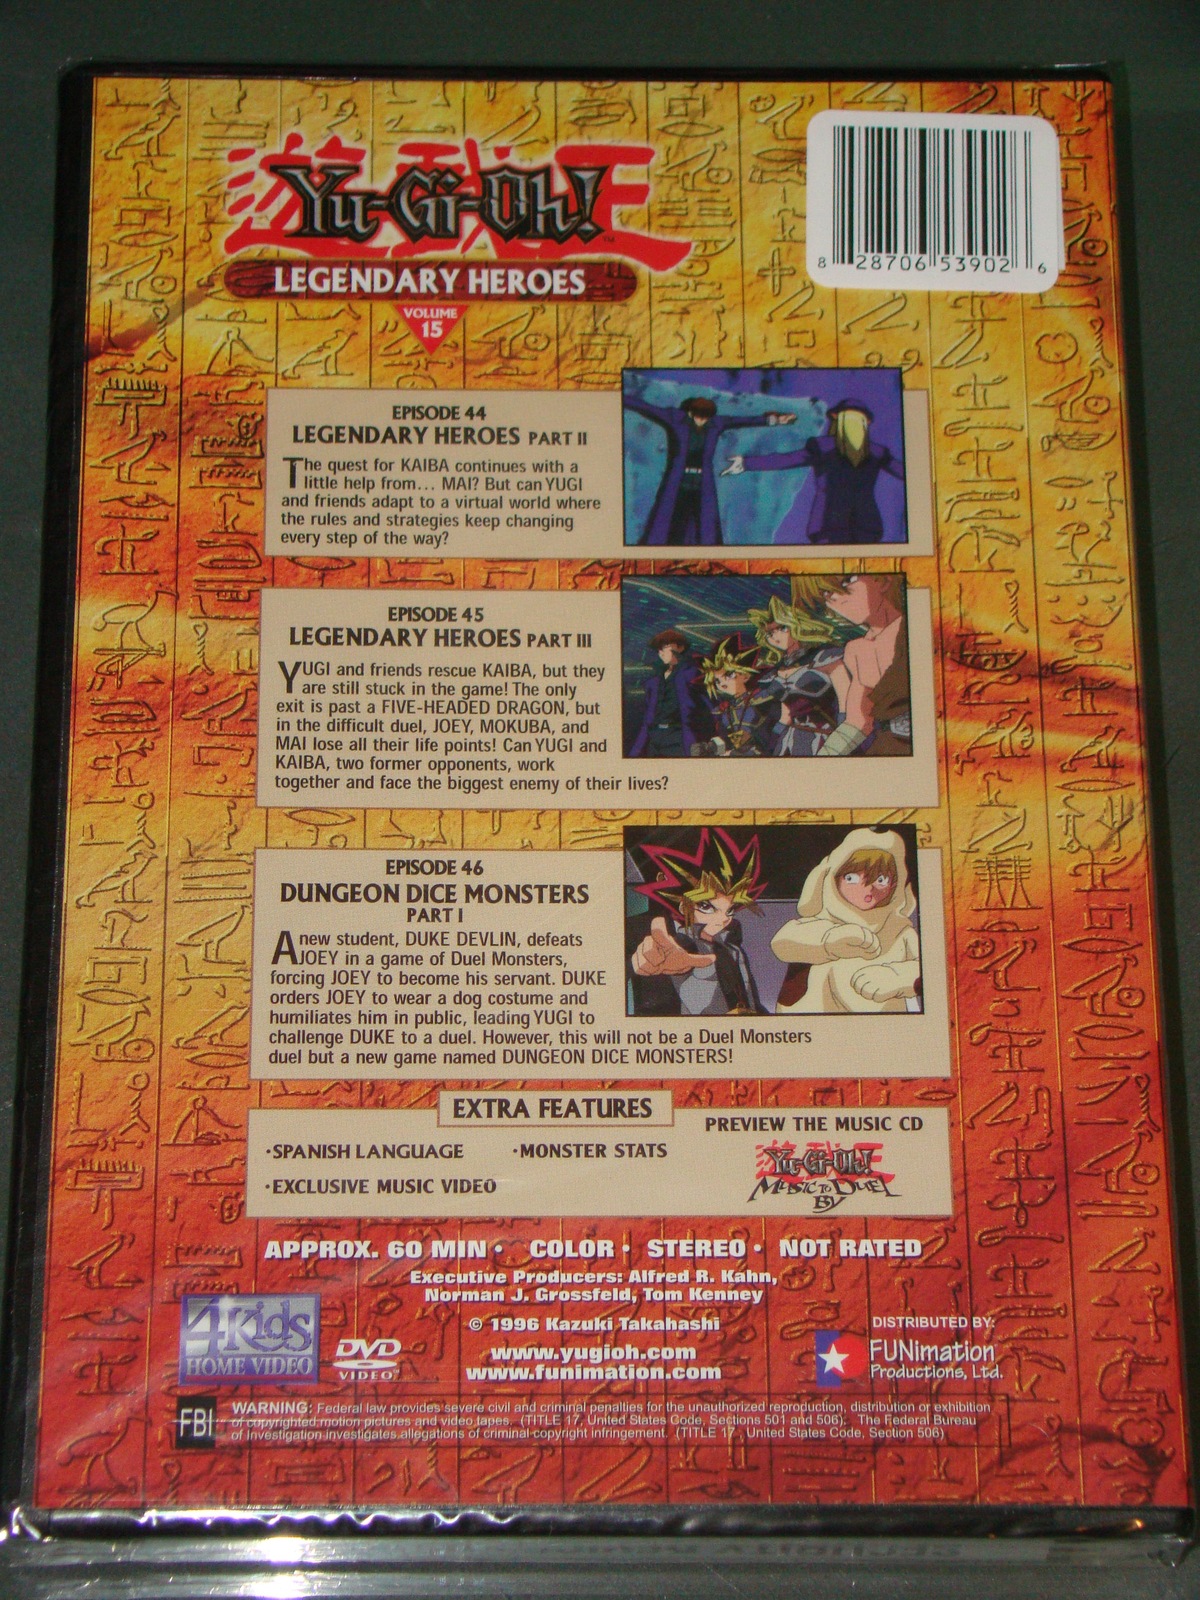 遊戯王
Yu-Gi-Oh!
™
LEGENDARY HEROES
VOLUME
15
8 28706 53902 6
EPISODE 44
LEGENDARY HEROES PART II
The quest for KAIBA continues with a
little help from... MAI? But can YUGI
and friends adapt to a virtual world where
the rules and strategies keep changing
every step of the way?
EPISODE 45
LEGENDARY HEROES PART III
YUGI and friends rescue KAIBA, but they
are still stuck in the game! The only
exit is past a FIVE-HEADED DRAGON, but
in the difficult duel, JOEY, MOKUBA, and
MAI lose all their life points! Can YUGI and
KAIBA, two former opponents, work
together and face the biggest enemy of their lives?
EPISODE 46
DUNGEON DICE MONSTERS
PART I
A new student, DUKE DEVLIN, defeats
JOEY in a game of Duel Monsters,
forcing JOEY to become his servant. DUKE
orders JOEY to wear a dog costume and
humiliates him in public, leading YUGI to
challenge DUKE to a duel. However, this will not be a Duel Monsters
duel but a new game named DUNGEON DICE MONSTERS!
EXTRA FEATURES
·SPANISH LANGUAGE
·MONSTER STATS
·EXCLUSIVE MUSIC VIDEO
PREVIEW THE MUSIC CD
遊戯王
Yu-Gi-Oh!
MUSIC TO DUEL
BY
APPROX. 60 MIN • COLOR • STEREO • NOT RATED
Executive Producers: Alfred R. Kahn,
Norman J. Grossfeld, Tom Kenney
© 1996 Kazuki Takahashi
www.yugioh.com
www.funimation.com
4Kids
HOME VIDEO
DVD
VIDEO
DISTRIBUTED BY:
FUNimation
Productions, Ltd.
FBI
WARNING: Federal law provides severe civil and criminal penalties for the unauthorized reproduction, distribution or exhibition
of copyrighted motion pictures and video tapes. (TITLE 17, United States Code, Sections 501 and 506). The Federal Bureau
of Investigation investigates allegations of criminal copyright infringement. (TITLE 17, United States Code, Section 506)